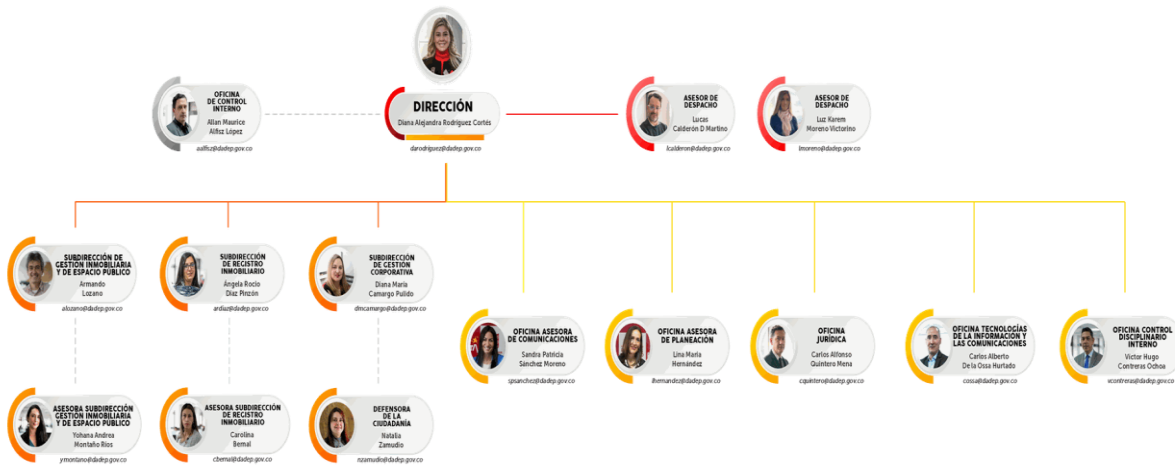 OFICINA
DE CONTROL
INTERNO
Allan Maurice
Alfisz López
aalfisz@dadep.gov.co
DIRECCIÓN
Diana Alejandra Rodríguez Cortés
darodriguez@dadep.gov.co
ASESOR DE
DESPACHO
Lucas
Calderón D Martino
lcalderon@dadep.gov.co
ASESOR DE
DESPACHO
Luz Karem
Moreno Victorino
lmoreno@dadep.gov.co
SUBDIRECCIÓN DE
GESTIÓN INMOBILIARIA
Y DE ESPACIO PÚBLICO
Armando
Lozano
alozano@dadep.gov.co
SUBDIRECCIÓN
DE REGISTRO
INMOBILIARIO
Ángela Rocio
Díaz Pinzón
ardiaz@dadep.gov.co
SUBDIRECCIÓN
DE GESTIÓN
CORPORATIVA
Diana María
Camargo Pulido
dmcamargo@dadep.gov.co
OFICINA ASESORA
DE COMUNICACIONES
Sandra Patricia
Sánchez Moreno
spsanchez@dadep.gov.co
OFICINA ASESORA
DE PLANEACIÓN
Lina María
Hernández
lhernandez@dadep.gov.co
OFICINA
JURÍDICA
Carlos Alfonso
Quintero Mena
cquintero@dadep.gov.co
OFICINA TECNOLOGÍAS
DE LA INFORMACIÓN Y
LAS COMUNICACIONES
Carlos Alberto
De la Ossa Hurtado
cossa@dadep.gov.co
OFICINA CONTROL
DISCIPLINARIO
INTERNO
Víctor Hugo
Contreras Ochoa
vcontreras@dadep.gov.co
ASESORA SUBDIRECCIÓN
GESTIÓN INMOBILIARIA
Y DE ESPACIO PÚBLICO
Yohana Andrea
Montaño Ríos
ymontano@dadep.gov.co
ASESORA SUBDIRECCIÓN
DE REGISTRO
INMOBILIARIO
Carolina
Bernal
cbernal@dadep.gov.co
DEFENSORA
DE LA
CIUDADANÍA
Natalia
Zamudio
nzamudio@dadep.gov.co